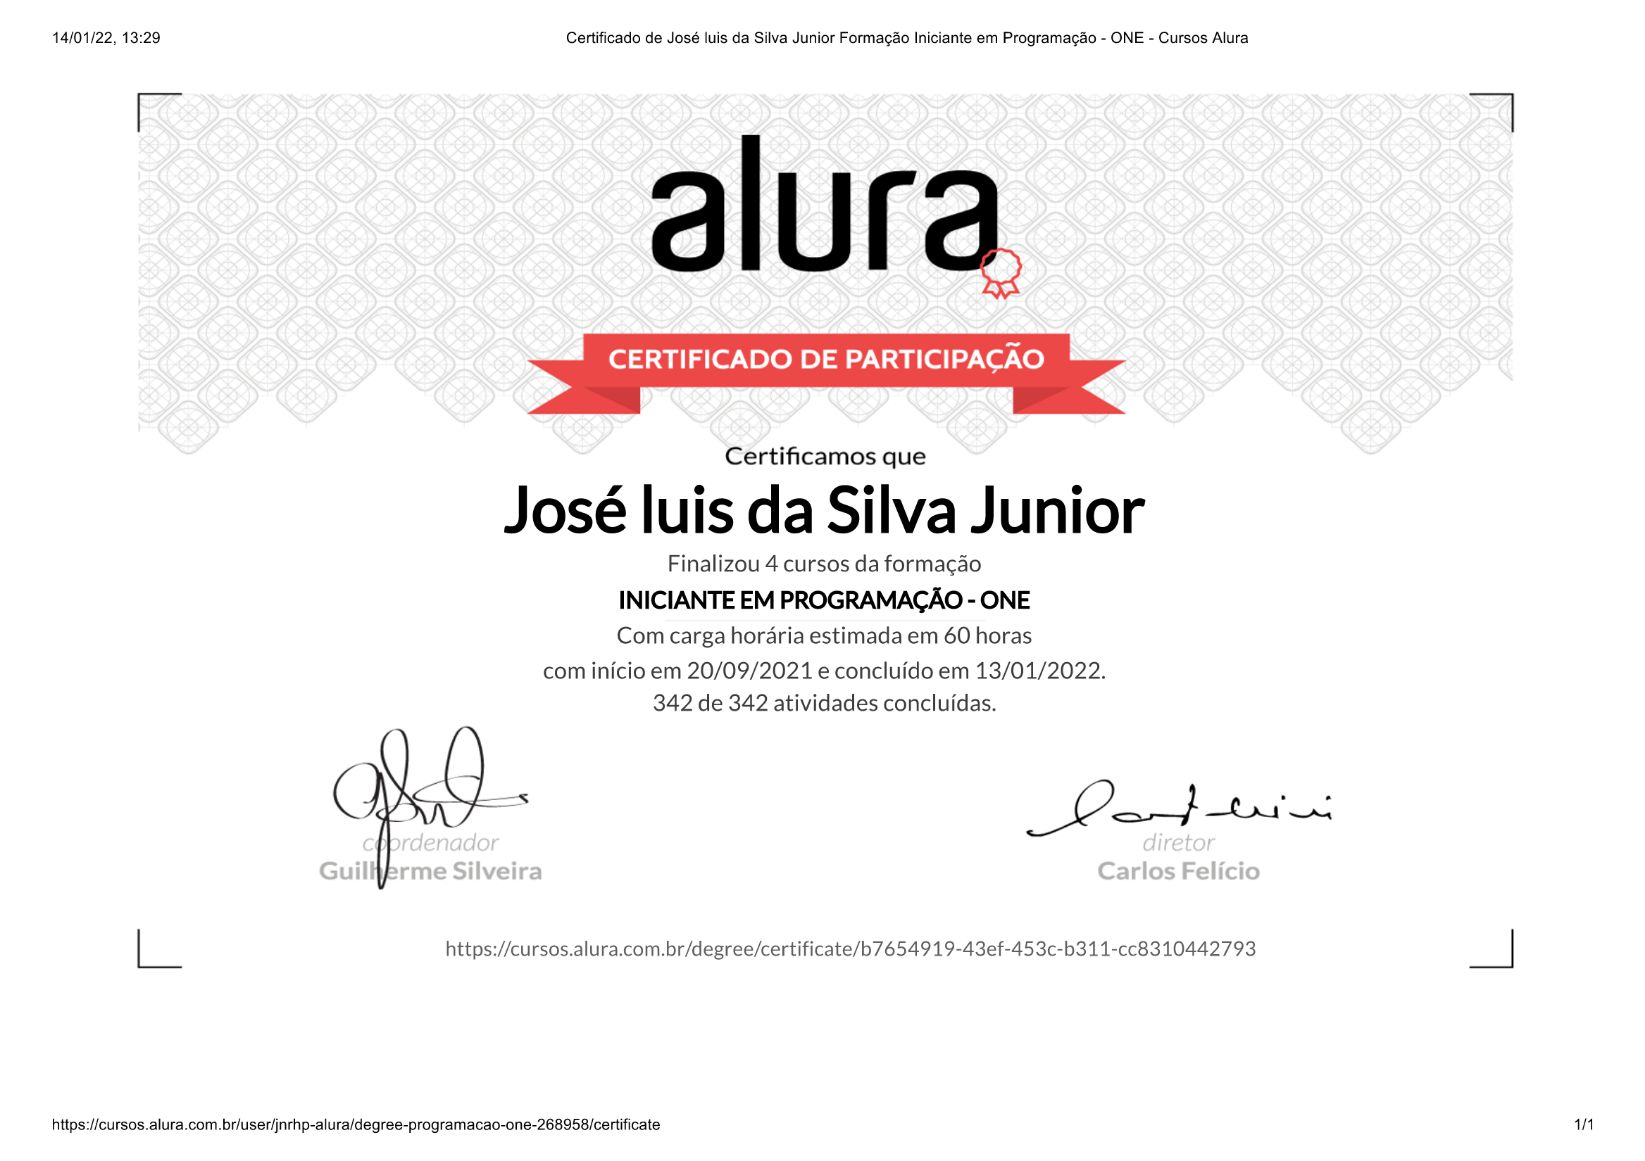 14/01/22, 13:29
Certificado de José luis da Silva Junior Formação Iniciante em Programação - ONE - Cursos Alura
alura
CERTIFICADO DE PARTICIPAÇÃO
Certificamos que
José luis da Silva Junior
Finalizou 4 cursos da formação
INICIANTE EM PROGRAMAÇÃO - ONE
Com carga horária estimada em 60 horas
com início em 20/09/2021 e concluído em 13/01/2022.
342 de 342 atividades concluídas.
coordenador
Guilherme Silveira
diretor
Carlos Felício
https://cursos.alura.com.br/degree/certificate/b7654919-43ef-453c-b311-cc8310442793
https://cursos.alura.com.br/user/jnrhp-alura/degree-programacao-one-268958/certificate
1/1